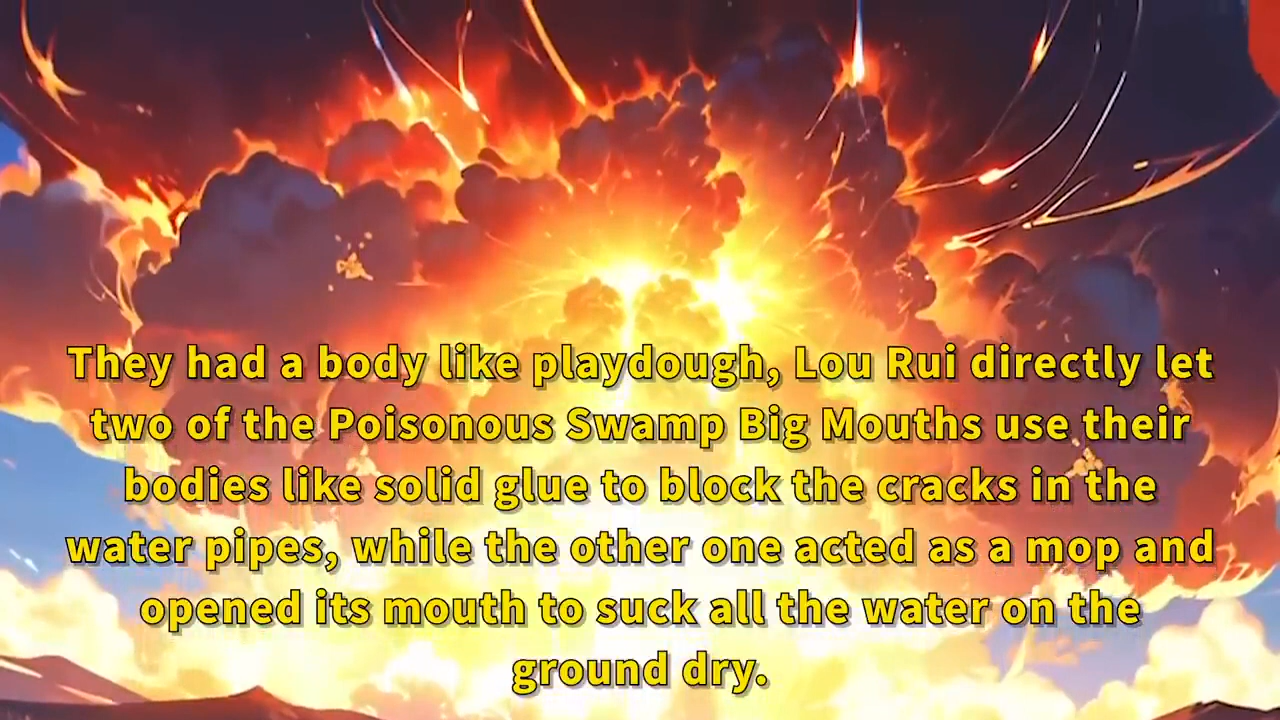 They had a body like playdough, Lou Rui directly let
two of the Poisonous Swamp Big Mouths use their
bodies like solid glue to block the cracks in the
water pipes, while the other one acted as a mop and
opened its mouth to suck all the water on the
ground dry.